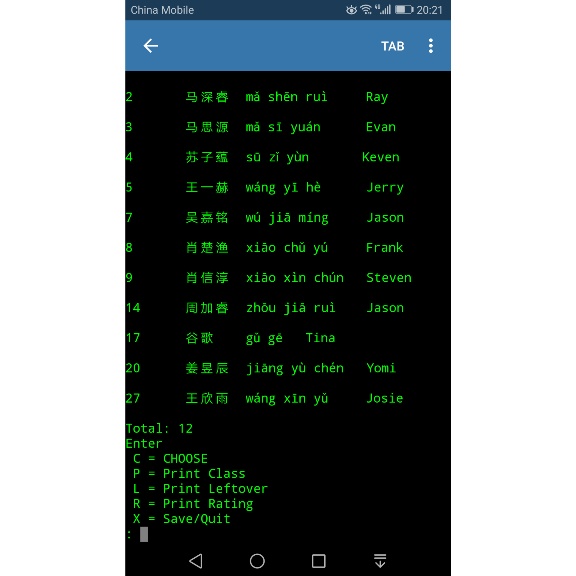 China Mobile 20:21
TAB
2 马深睿 mǎ shēn ruì Ray
3 马思源 mǎ sī yuán Evan
4 苏子蕴 sū zǐ yùn Keven
5 王一赫 wáng yī hè Jerry
7 吴嘉铭 wú jiā míng Jason
8 肖楚渔 xiāo chǔ yú Frank
9 肖信淳 xiāo xìn chún Steven
14 周加睿 zhōu jiā ruì Jason
17 谷歌 gǔ gē Tina
20 姜昱辰 jiāng yù chén Yomi
27 王欣雨 wáng xīn yǔ Josie
Total: 12
Enter
C = CHOOSE
P = Print Class
L = Print Leftover
R = Print Rating
X = Save/Quit
: